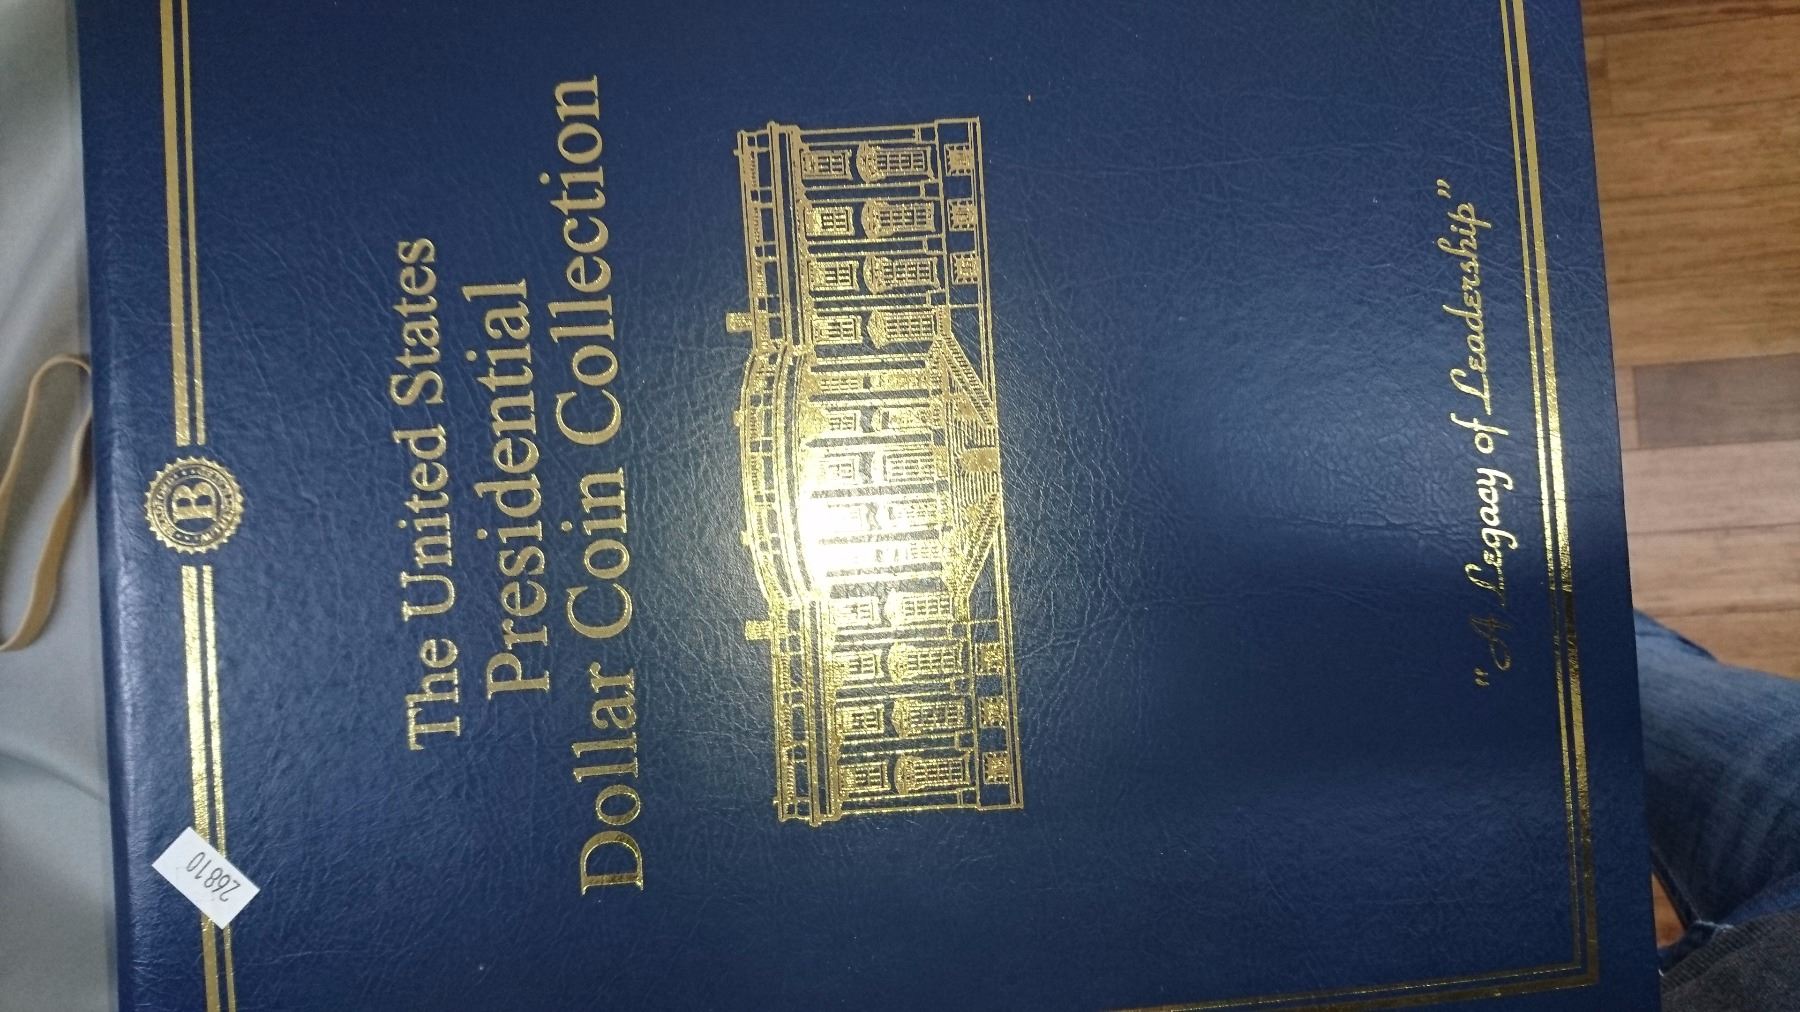 B
The United States
Presidential
Dollar Coin Collection
"A Legacy of Leadership"
26810